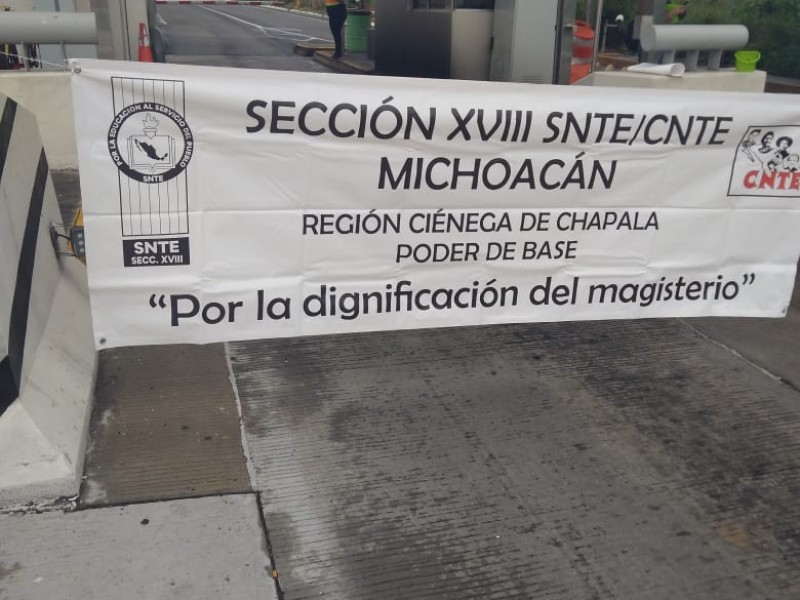 POR LA EDUCACIÓN AL SERVICIO DEL PUEBLO
SNTE
SNTE
SECC. XVIII
SECCIÓN XVIII SNTE/CNTE
MICHOACÁN
REGIÓN CIÉNEGA DE CHAPALA
PODER DE BASE
“Por la dignificación del magisterio”
CNTE